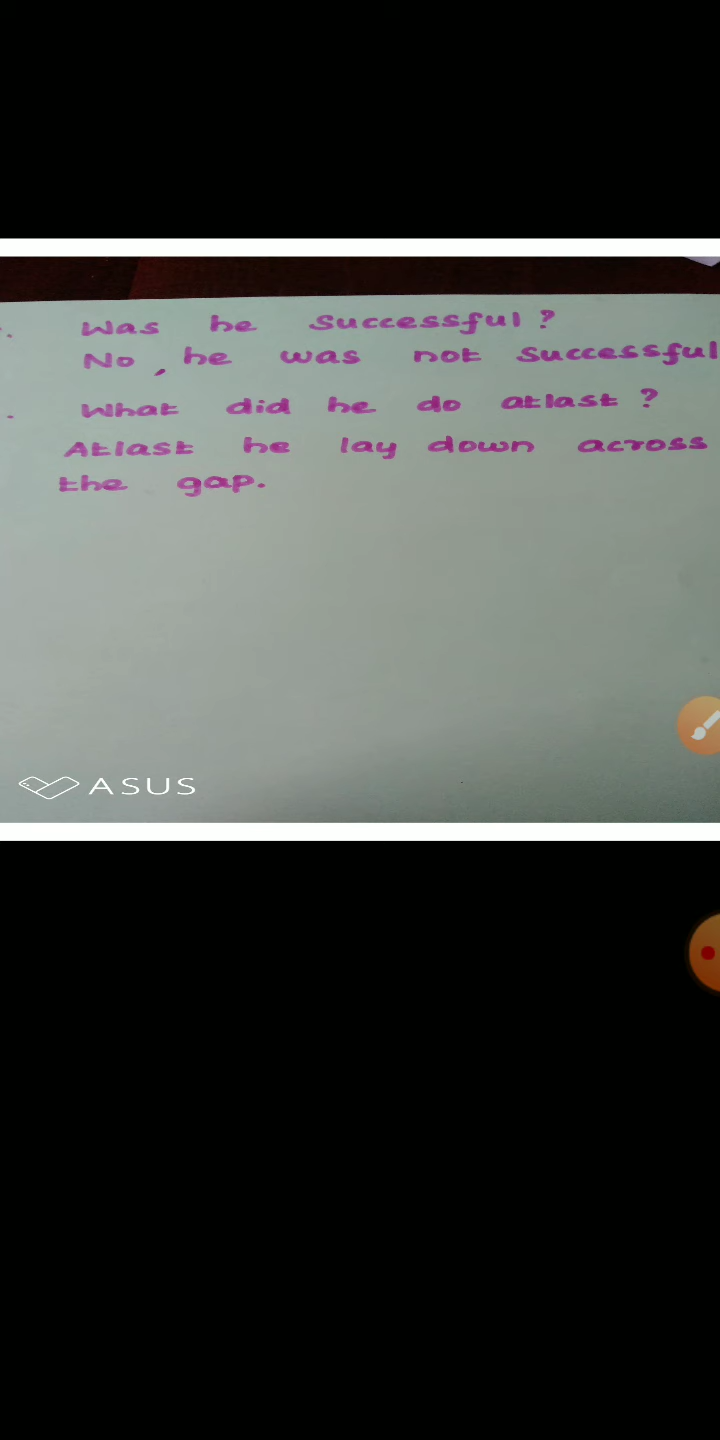 . Was he Successful?
No, he was not Successful
. What did he do atlast?
Atlast he lay down across
the gap.
ASUS